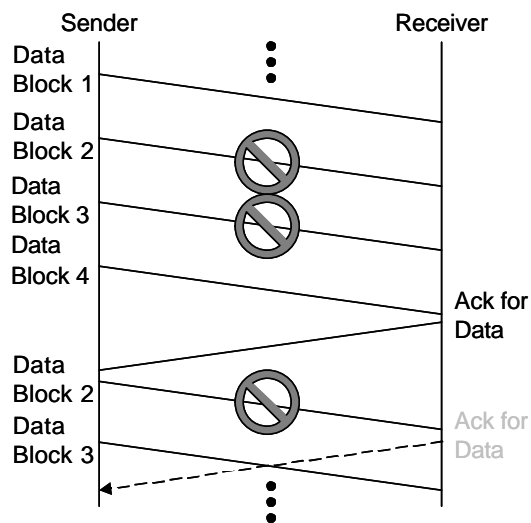 Sender
Receiver
Data
Block 1
Data
Block 2
Data
Block 3
Data
Block 4
Ack for
Data
Data
Block 2
Data
Block 3
Ack for
Data